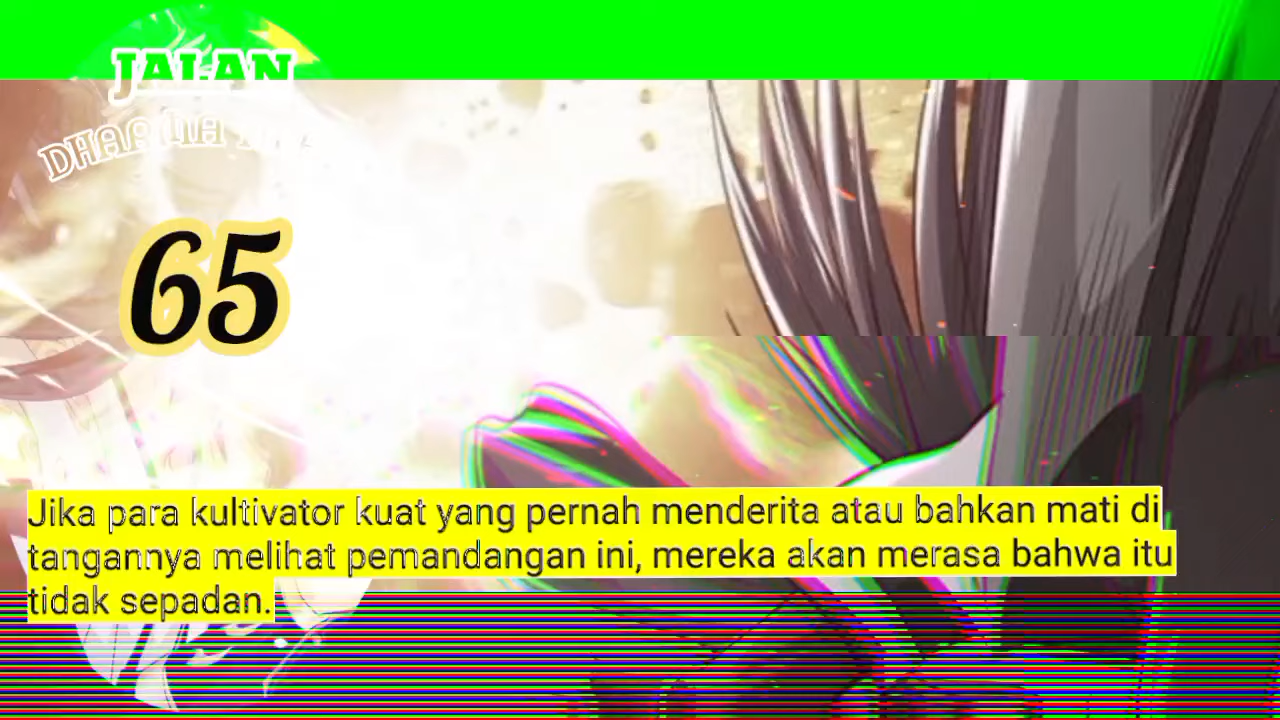 JALAN
65
Jika para kultivator kuat yang pernah menderita atau bahkan mati di
tangannya melihat pemandangan ini, mereka akan merasa bahwa itu
tidak sepadan.